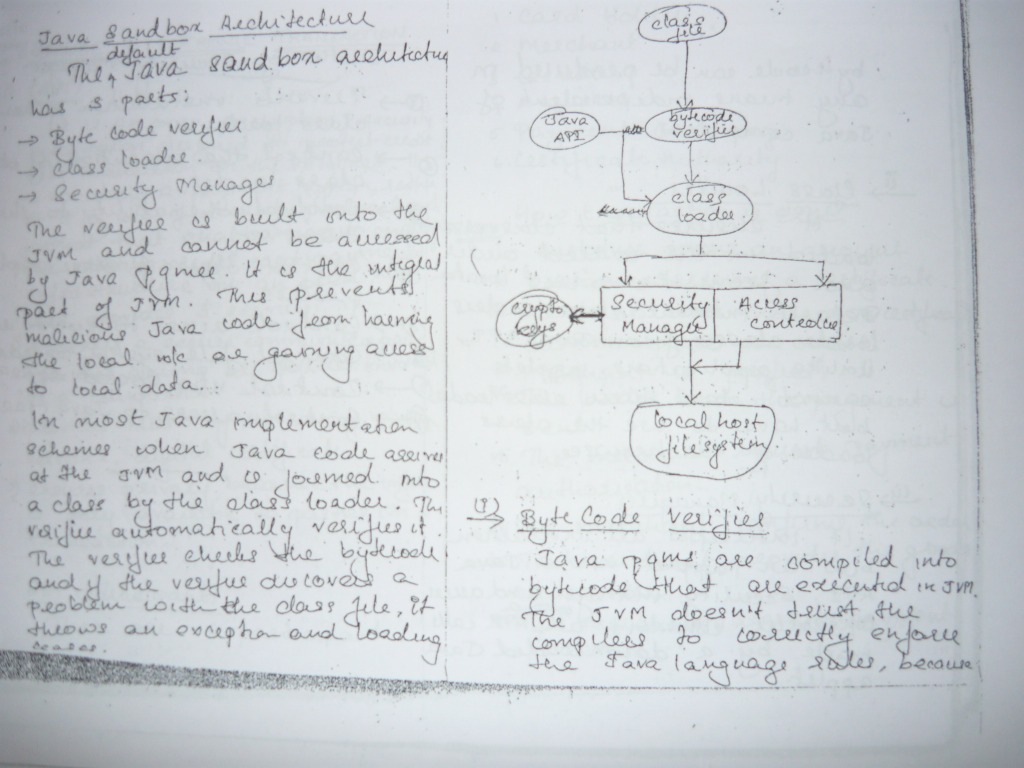 Java Sandbox Architecture
default
The Java sandbox architecture
has 3 parts:
→ Byte code verifier
→ Class loader
→ Security Manager
The verifier is built into the
JVM and cannot be accessed
by Java pgmer. It is the integral
part of JVM. This prevents
malicious Java code from harming
the local m/c are gaining access
to local data.
In most Java implementation
schemes when Java code arrives
at the JVM and is formed into
a class by the class loader. The
verifier automatically verifies it
The verifier checks the bytecode
and if the verifier discovers a
problem with the class file, it
throws an exception and loading
ceases.
class
file
Java
API
bytecode
verifier
class
loader
crypto
keys
Security
Manager
Access
controller
local host
filesystem
(1)
→ Byte Code verifier
Java pgms are compiled into
bytecode that are executed in JVM.
The JVM doesn't trust the
compilers to correctly enforce
the Java language rules, because